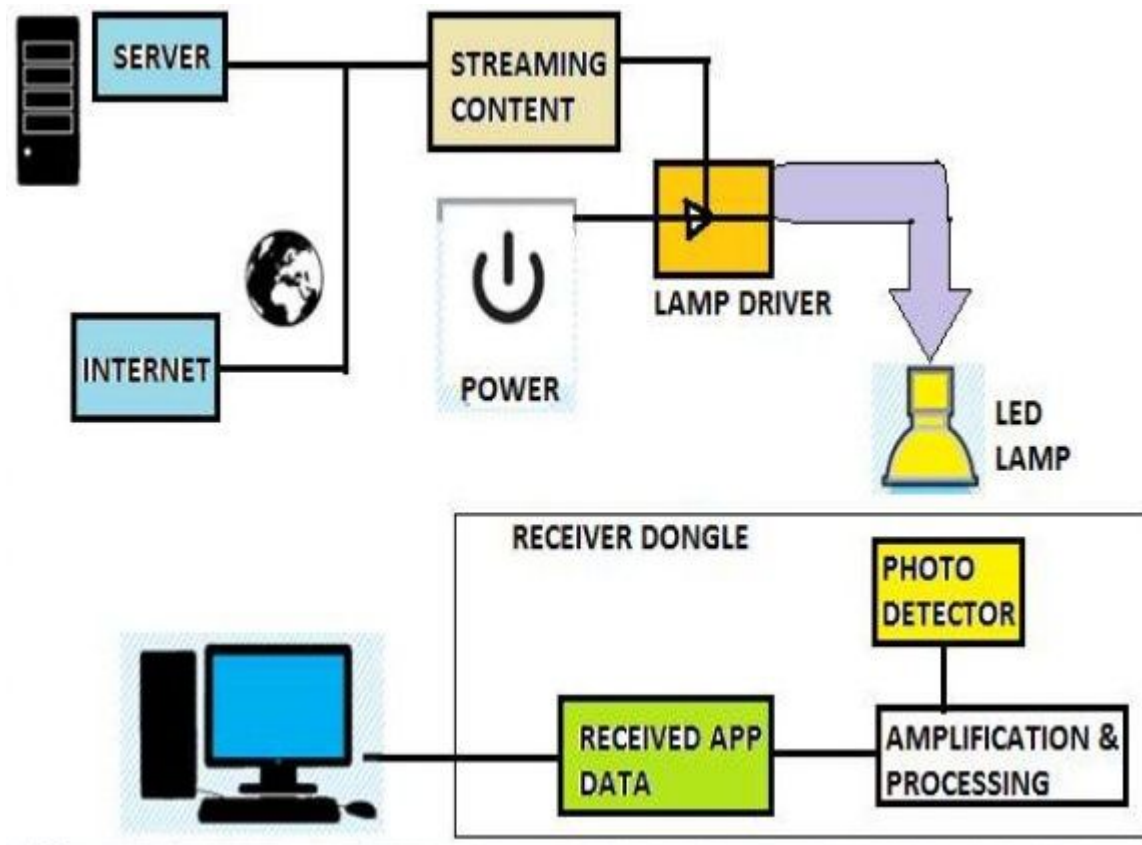 SERVER
STREAMING
CONTENT
LAMP DRIVER
INTERNET
POWER
LED
LAMP
RECEIVER DONGLE
PHOTO
DETECTOR
RECEIVED APP
DATA
AMPLIFICATION &
PROCESSING